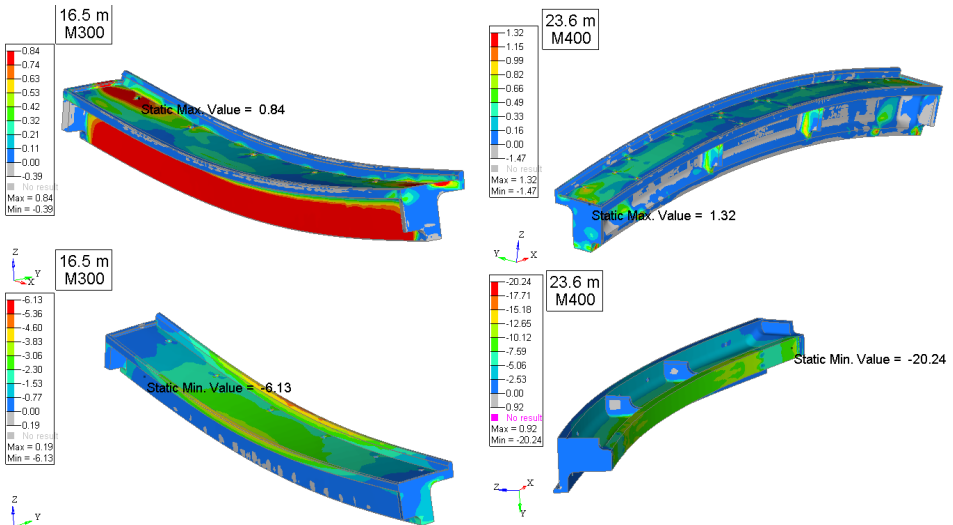 16.5 m
M300
0.84
0.74
0.63
0.53
0.42
0.32
0.21
0.11
0.00
-0.39
No result
Max = 0.84
Min = -0.39
Static Max. Value = 0.84
Z
Y
X
23.6 m
M400
1.32
1.15
0.99
0.82
0.66
0.49
0.33
0.16
0.00
-1.47
No result
Max = 1.32
Min = -1.47
Static Max. Value = 1.32
Z
Y
X
16.5 m
M300
-6.13
-5.36
-4.60
-3.83
-3.06
-2.30
-1.53
-0.77
0.00
0.19
No result
Max = 0.19
Min = -6.13
Static Min. Value = -6.13
Z
Y
23.6 m
M400
-20.24
-17.71
-15.18
-12.65
-10.12
-7.59
-5.06
-2.53
0.00
0.92
No result
Max = 0.92
Min = -20.24
Static Min. Value = -20.24
Z
X
Y